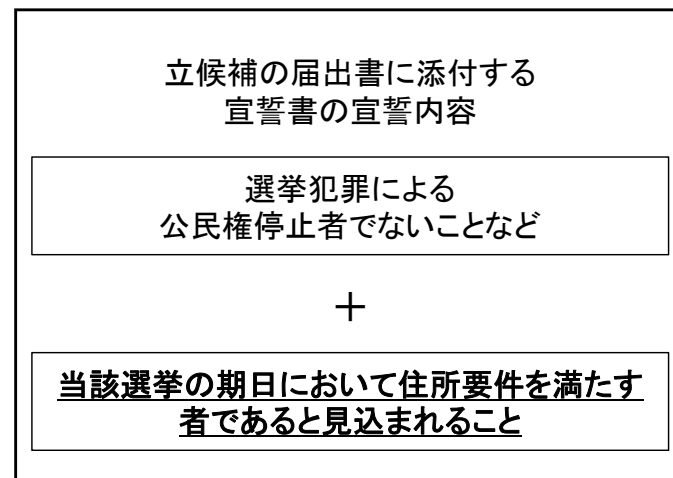 立候補の届出書に添付する
宣誓書の宣誓内容
選挙犯罪による
公民権停止者でないことなど
＋
当該選挙の期日において住所要件を満たす
者であると見込まれること